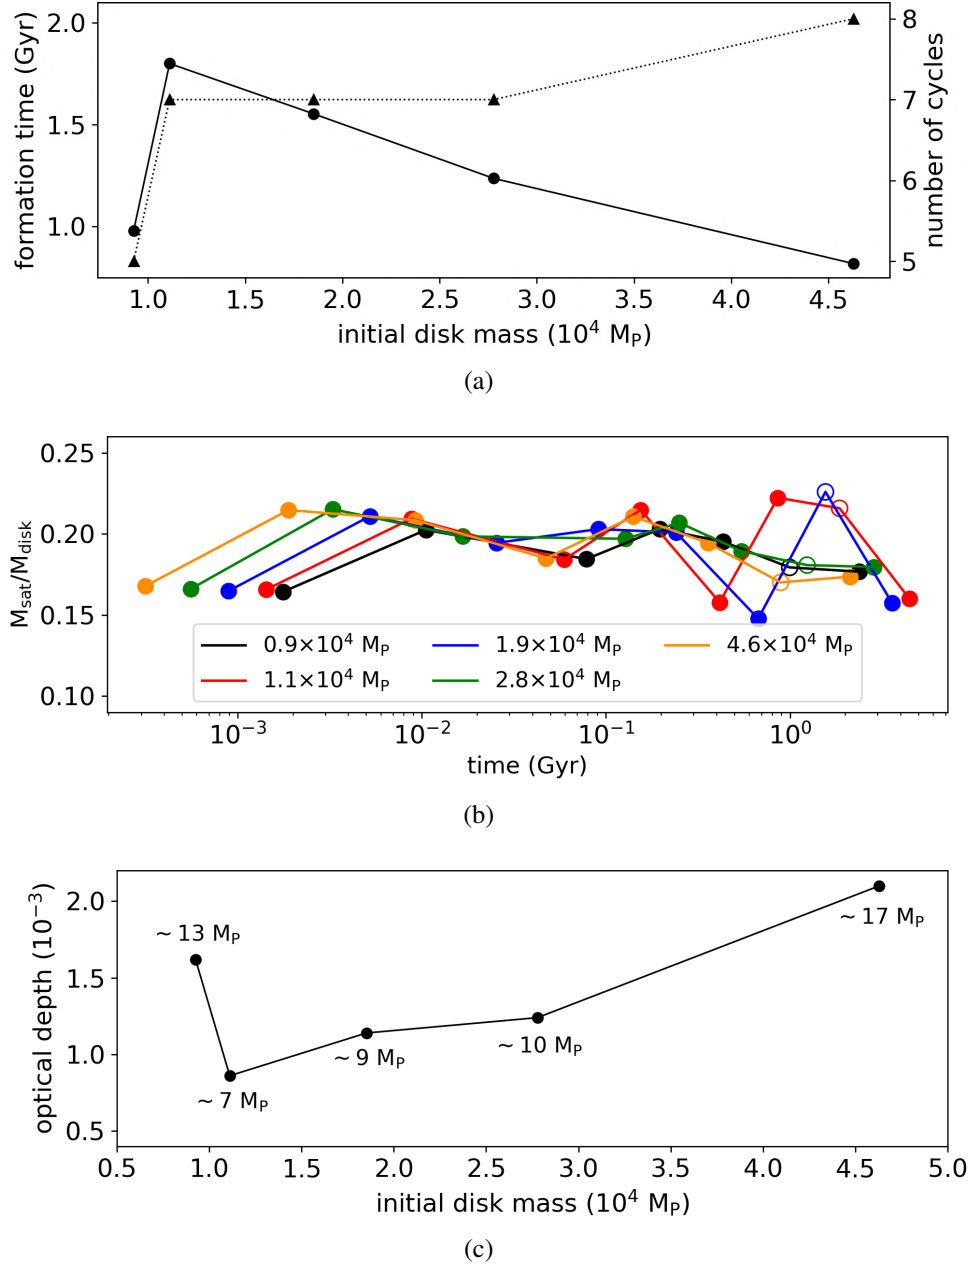 2.0
1.5
1.0
formation time (Gyr)
8
7
6
5
number of cycles
1.0 1.5 2.0 2.5 3.0 3.5 4.0 4.5
initial disk mass (10⁴ M_P)
(a)
0.25
0.20
0.15
0.10
M_sat/M_disk
0.9×10⁴ M_P 1.9×10⁴ M_P 4.6×10⁴ M_P
1.1×10⁴ M_P 2.8×10⁴ M_P
10⁻³ 10⁻² 10⁻¹ 10⁰
time (Gyr)
(b)
2.0
1.5
1.0
0.5
optical depth (10⁻³)
~ 13 M_P
~ 17 M_P
~ 10 M_P
~ 9 M_P
~ 7 M_P
0.5 1.0 1.5 2.0 2.5 3.0 3.5 4.0 4.5 5.0
initial disk mass (10⁴ M_P)
(c)